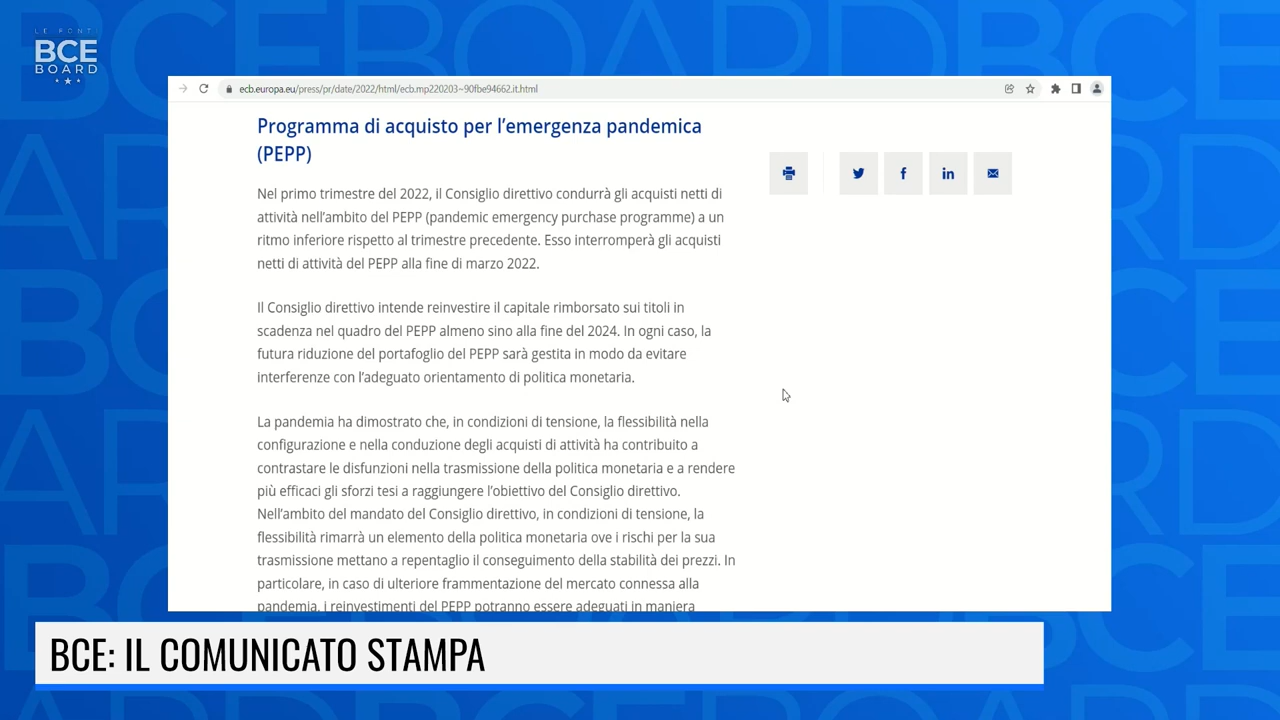 LE FONTI
BCE
BOARD
ecb.europa.eu/press/pr/date/2022/html/ecb.mp220203~90fbe94662.it.html
Programma di acquisto per l’emergenza pandemica
(PEPP)
Nel primo trimestre del 2022, il Consiglio direttivo condurrà gli acquisti netti di
attività nell’ambito del PEPP (pandemic emergency purchase programme) a un
ritmo inferiore rispetto al trimestre precedente. Esso interromperà gli acquisti
netti di attività del PEPP alla fine di marzo 2022.
Il Consiglio direttivo intende reinvestire il capitale rimborsato sui titoli in
scadenza nel quadro del PEPP almeno sino alla fine del 2024. In ogni caso, la
futura riduzione del portafoglio del PEPP sarà gestita in modo da evitare
interferenze con l’adeguato orientamento di politica monetaria.
La pandemia ha dimostrato che, in condizioni di tensione, la flessibilità nella
configurazione e nella conduzione degli acquisti di attività ha contribuito a
contrastare le disfunzioni nella trasmissione della politica monetaria e a rendere
più efficaci gli sforzi tesi a raggiungere l’obiettivo del Consiglio direttivo.
Nell’ambito del mandato del Consiglio direttivo, in condizioni di tensione, la
flessibilità rimarrà un elemento della politica monetaria ove i rischi per la sua
trasmissione mettano a repentaglio il conseguimento della stabilità dei prezzi. In
particolare, in caso di ulteriore frammentazione del mercato connessa alla
pandemia, i reinvestimenti del PEPP potranno essere adeguati in maniera
BCE: IL COMUNICATO STAMPA